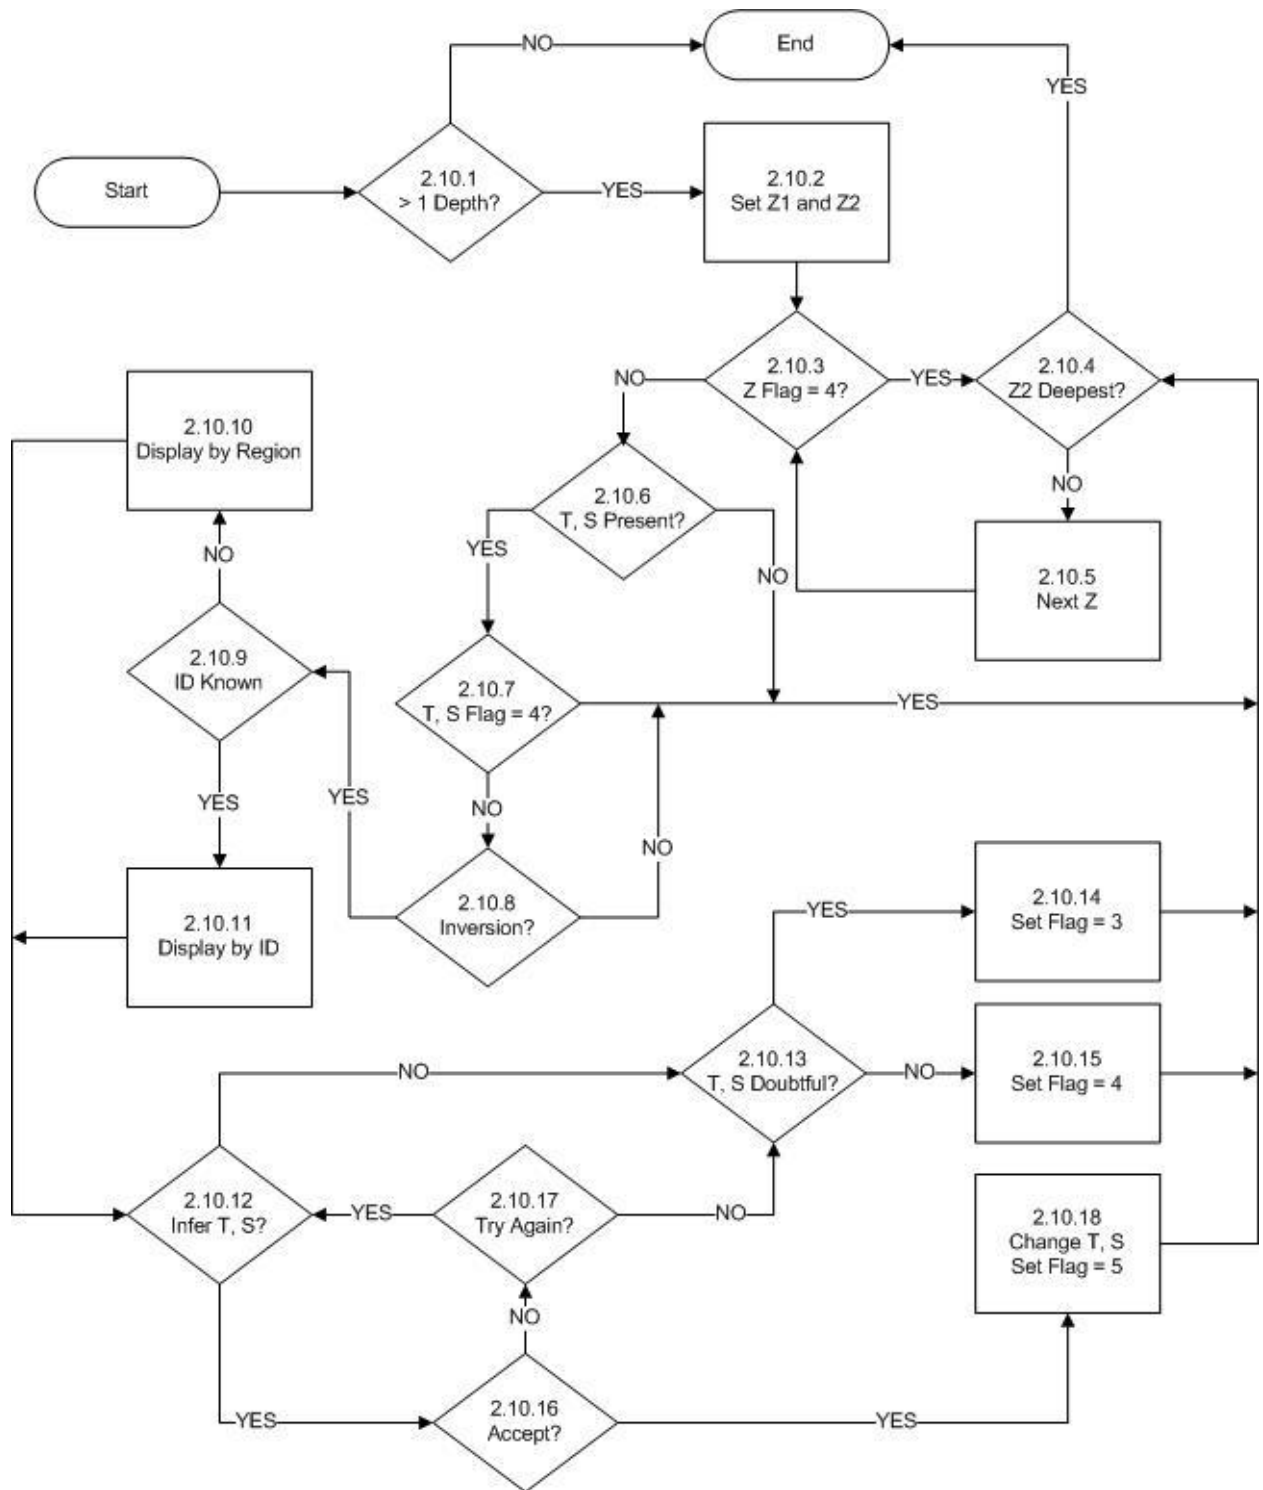 NO
End
YES
Start
2.10.1
> 1 Depth?
YES
2.10.2
Set Z1 and Z2
NO
2.10.3
Z Flag = 4?
YES
2.10.4
Z2 Deepest?
2.10.10
Display by Region
NO
2.10.6
T, S Present?
YES
NO
NO
2.10.5
Next Z
2.10.9
ID Known
2.10.7
T, S Flag = 4?
YES
YES
YES
NO
NO
2.10.8
Inversion?
2.10.11
Display by ID
YES
2.10.14
Set Flag = 3
NO
2.10.13
T, S Doubtful?
NO
2.10.15
Set Flag = 4
2.10.12
Infer T, S?
YES
2.10.17
Try Again?
NO
2.10.18
Change T, S
Set Flag = 5
NO
YES
2.10.16
Accept?
YES